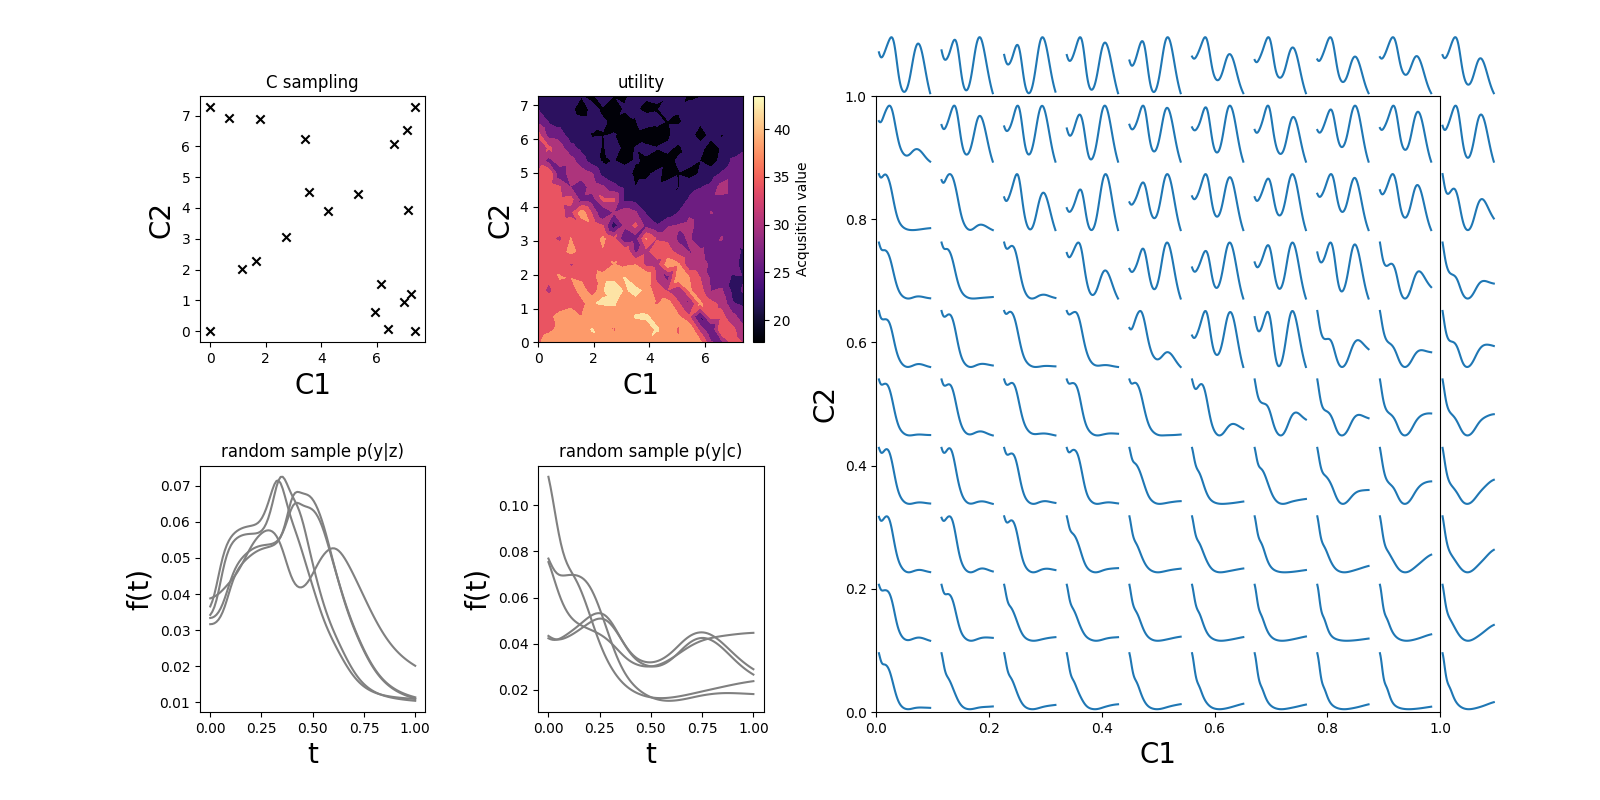 C sampling
7
6
5
4
3
2
1
0
0 2 4 6
C1
C2
utility
7
6
5
4
3
2
1
0
0 2 4 6
C1
C2
40
35
30
25
20
Acqusition value
random sample p(y|z)
0.07
0.06
0.05
0.04
0.03
0.02
0.01
0.00 0.25 0.50 0.75 1.00
t
f(t)
random sample p(y|c)
0.10
0.08
0.06
0.04
0.02
0.00 0.25 0.50 0.75 1.00
t
f(t)
1.0
0.8
0.6
0.4
0.2
0.0
0.0 0.2 0.4 0.6 0.8 1.0
C1
C2